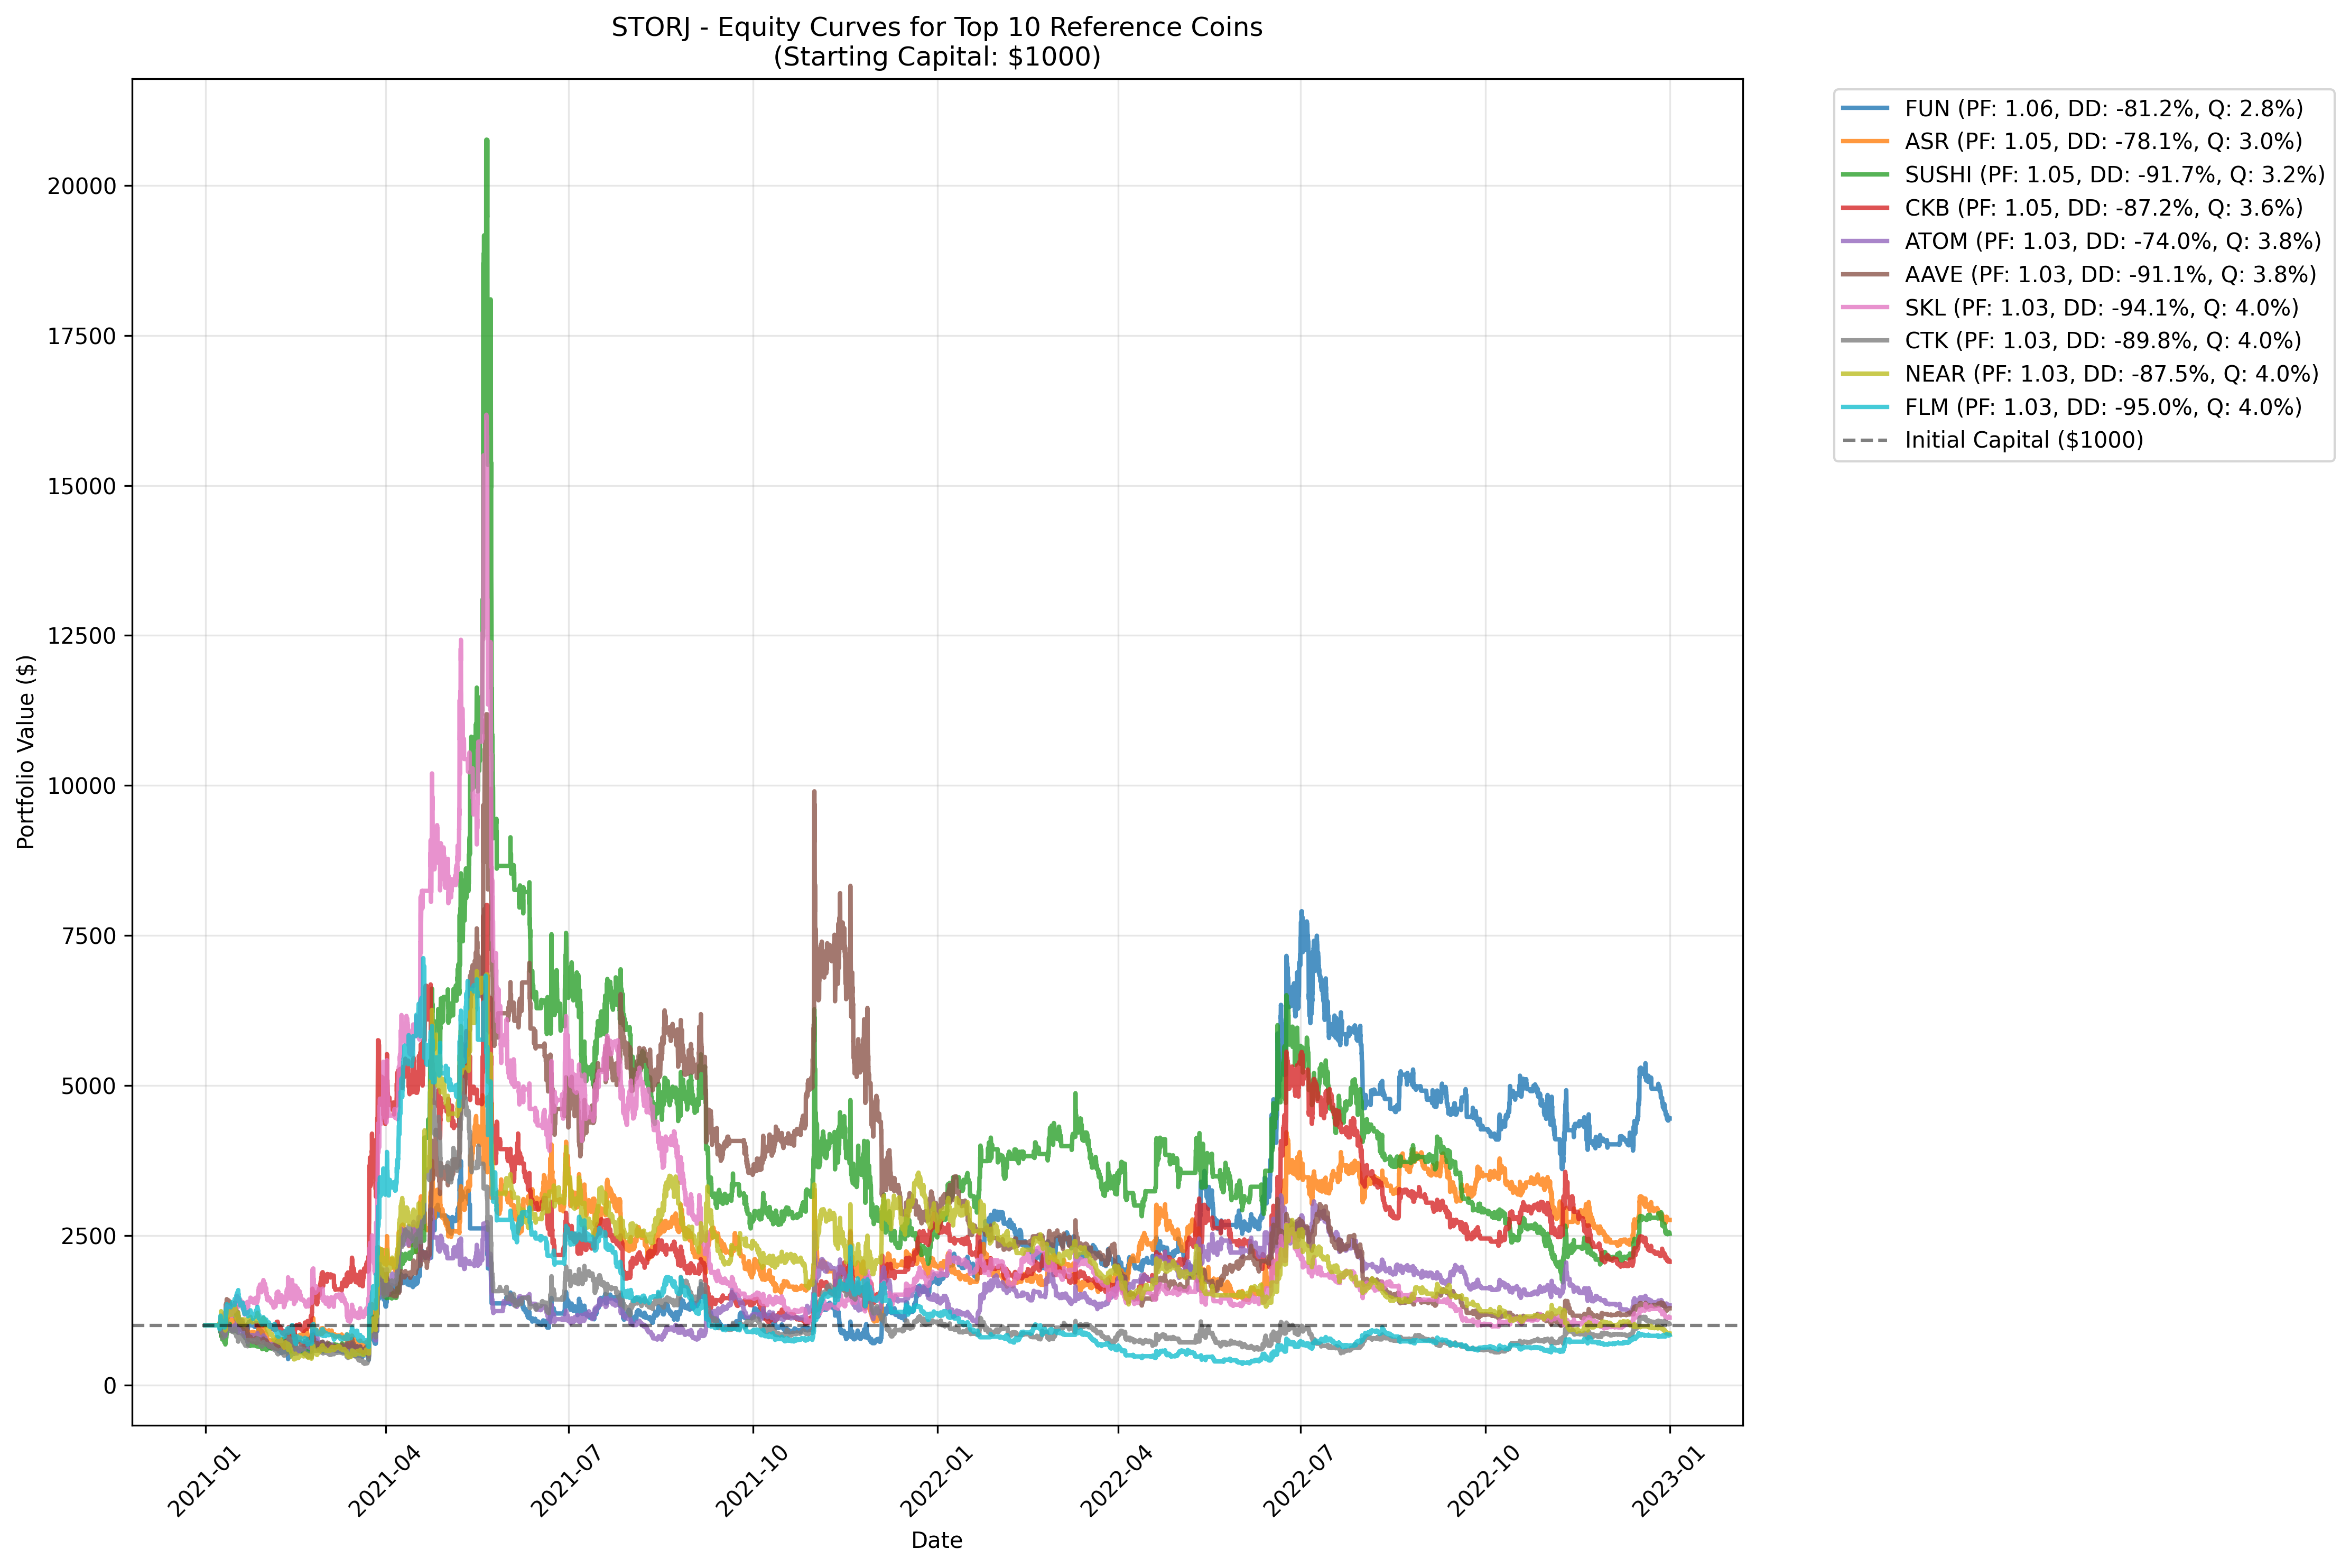 STORJ - Equity Curves for Top 10 Reference Coins
(Starting Capital: $1000)
Portfolio Value ($)
20000
17500
15000
12500
10000
7500
5000
2500
0
2021-01
2021-04
2021-07
2021-10
2022-01
2022-04
2022-07
2022-10
2023-01
Date
FUN (PF: 1.06, DD: -81.2%, Q: 2.8%)
ASR (PF: 1.05, DD: -78.1%, Q: 3.0%)
SUSHI (PF: 1.05, DD: -91.7%, Q: 3.2%)
CKB (PF: 1.05, DD: -87.2%, Q: 3.6%)
ATOM (PF: 1.03, DD: -74.0%, Q: 3.8%)
AAVE (PF: 1.03, DD: -91.1%, Q: 3.8%)
SKL (PF: 1.03, DD: -94.1%, Q: 4.0%)
CTK (PF: 1.03, DD: -89.8%, Q: 4.0%)
NEAR (PF: 1.03, DD: -87.5%, Q: 4.0%)
FLM (PF: 1.03, DD: -95.0%, Q: 4.0%)
Initial Capital ($1000)